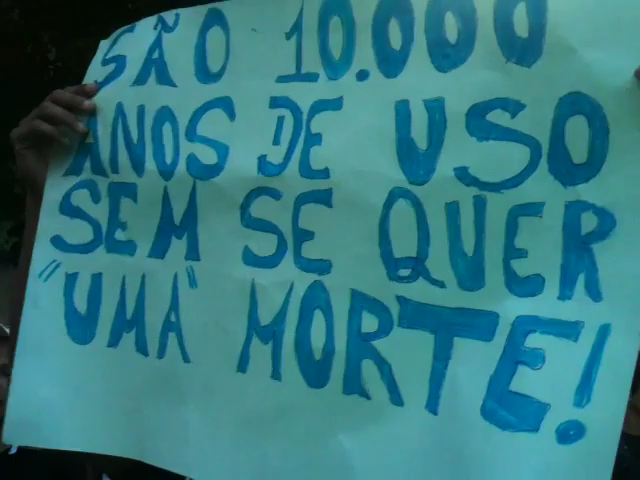 SÃO 10.000
ANOS DE USO
SEM SE QUER
"UMA" MORTE!